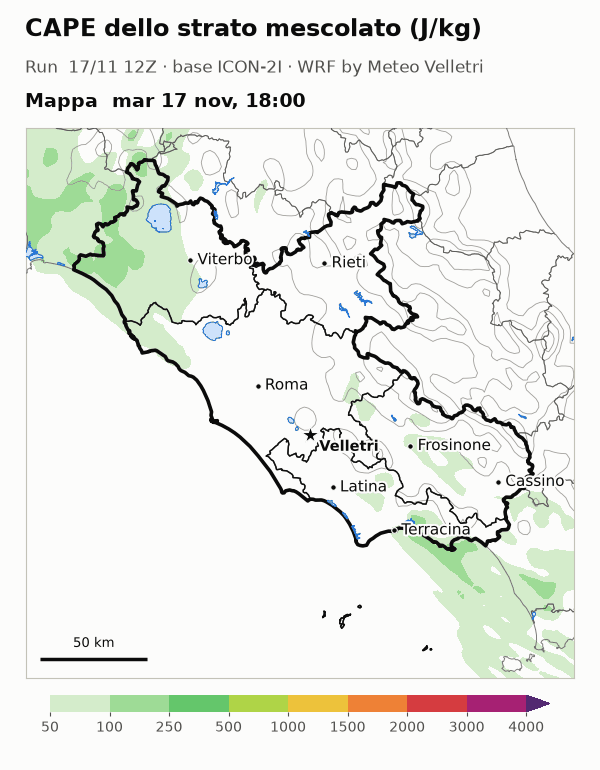 CAPE dello strato mescolato (J/kg)
Run 17/11 12Z · base ICON-2I · WRF by Meteo Velletri
Mappa mar 17 nov, 18:00
Viterbo
Rieti
Roma
Velletri
Frosinone
Cassino
Latina
Terracina
50 km
50 100 250 500 1000 1500 2000 3000 4000